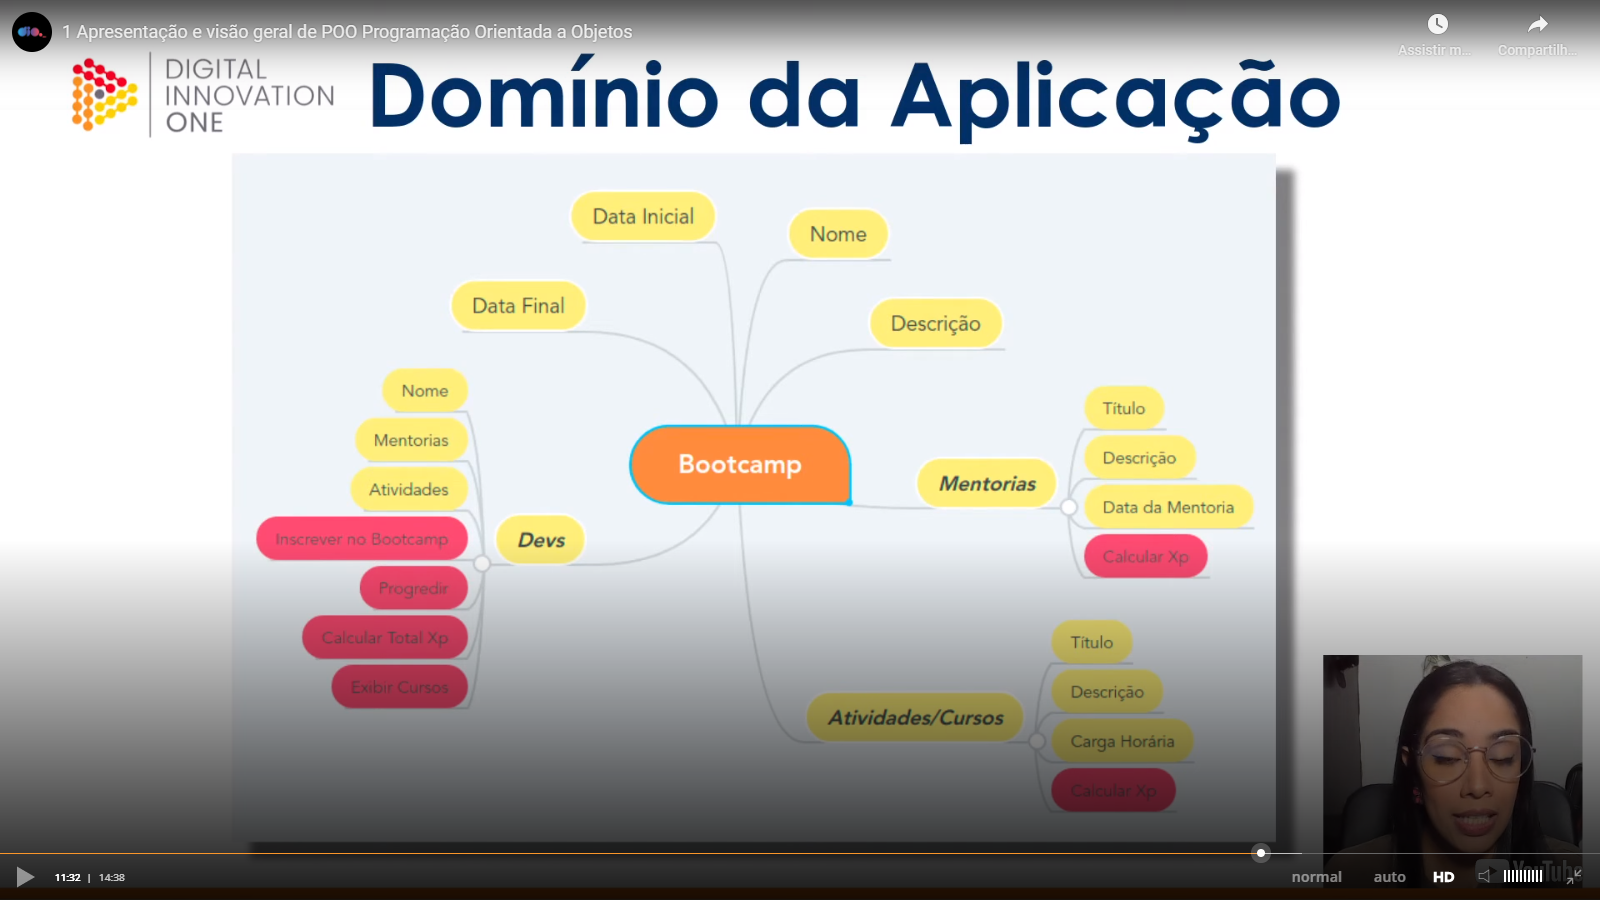 1 Apresentação e visão geral de POO Programação Orientada a Objetos
Assistir m...
Compartilh...
DIGITAL
INNOVATION
ONE
Domínio da Aplicação
Data Inicial
Nome
Data Final
Descrição
Bootcamp
Nome
Mentorias
Atividades
Inscrever no Bootcamp
Progredir
Calcular Total Xp
Exibir Cursos
Devs
Mentorias
Título
Descrição
Data da Mentoria
Calcular Xp
Atividades/Cursos
Título
Descrição
Carga Horária
Calcular Xp
11:32 | 14:38
normal
auto
HD
YouTube